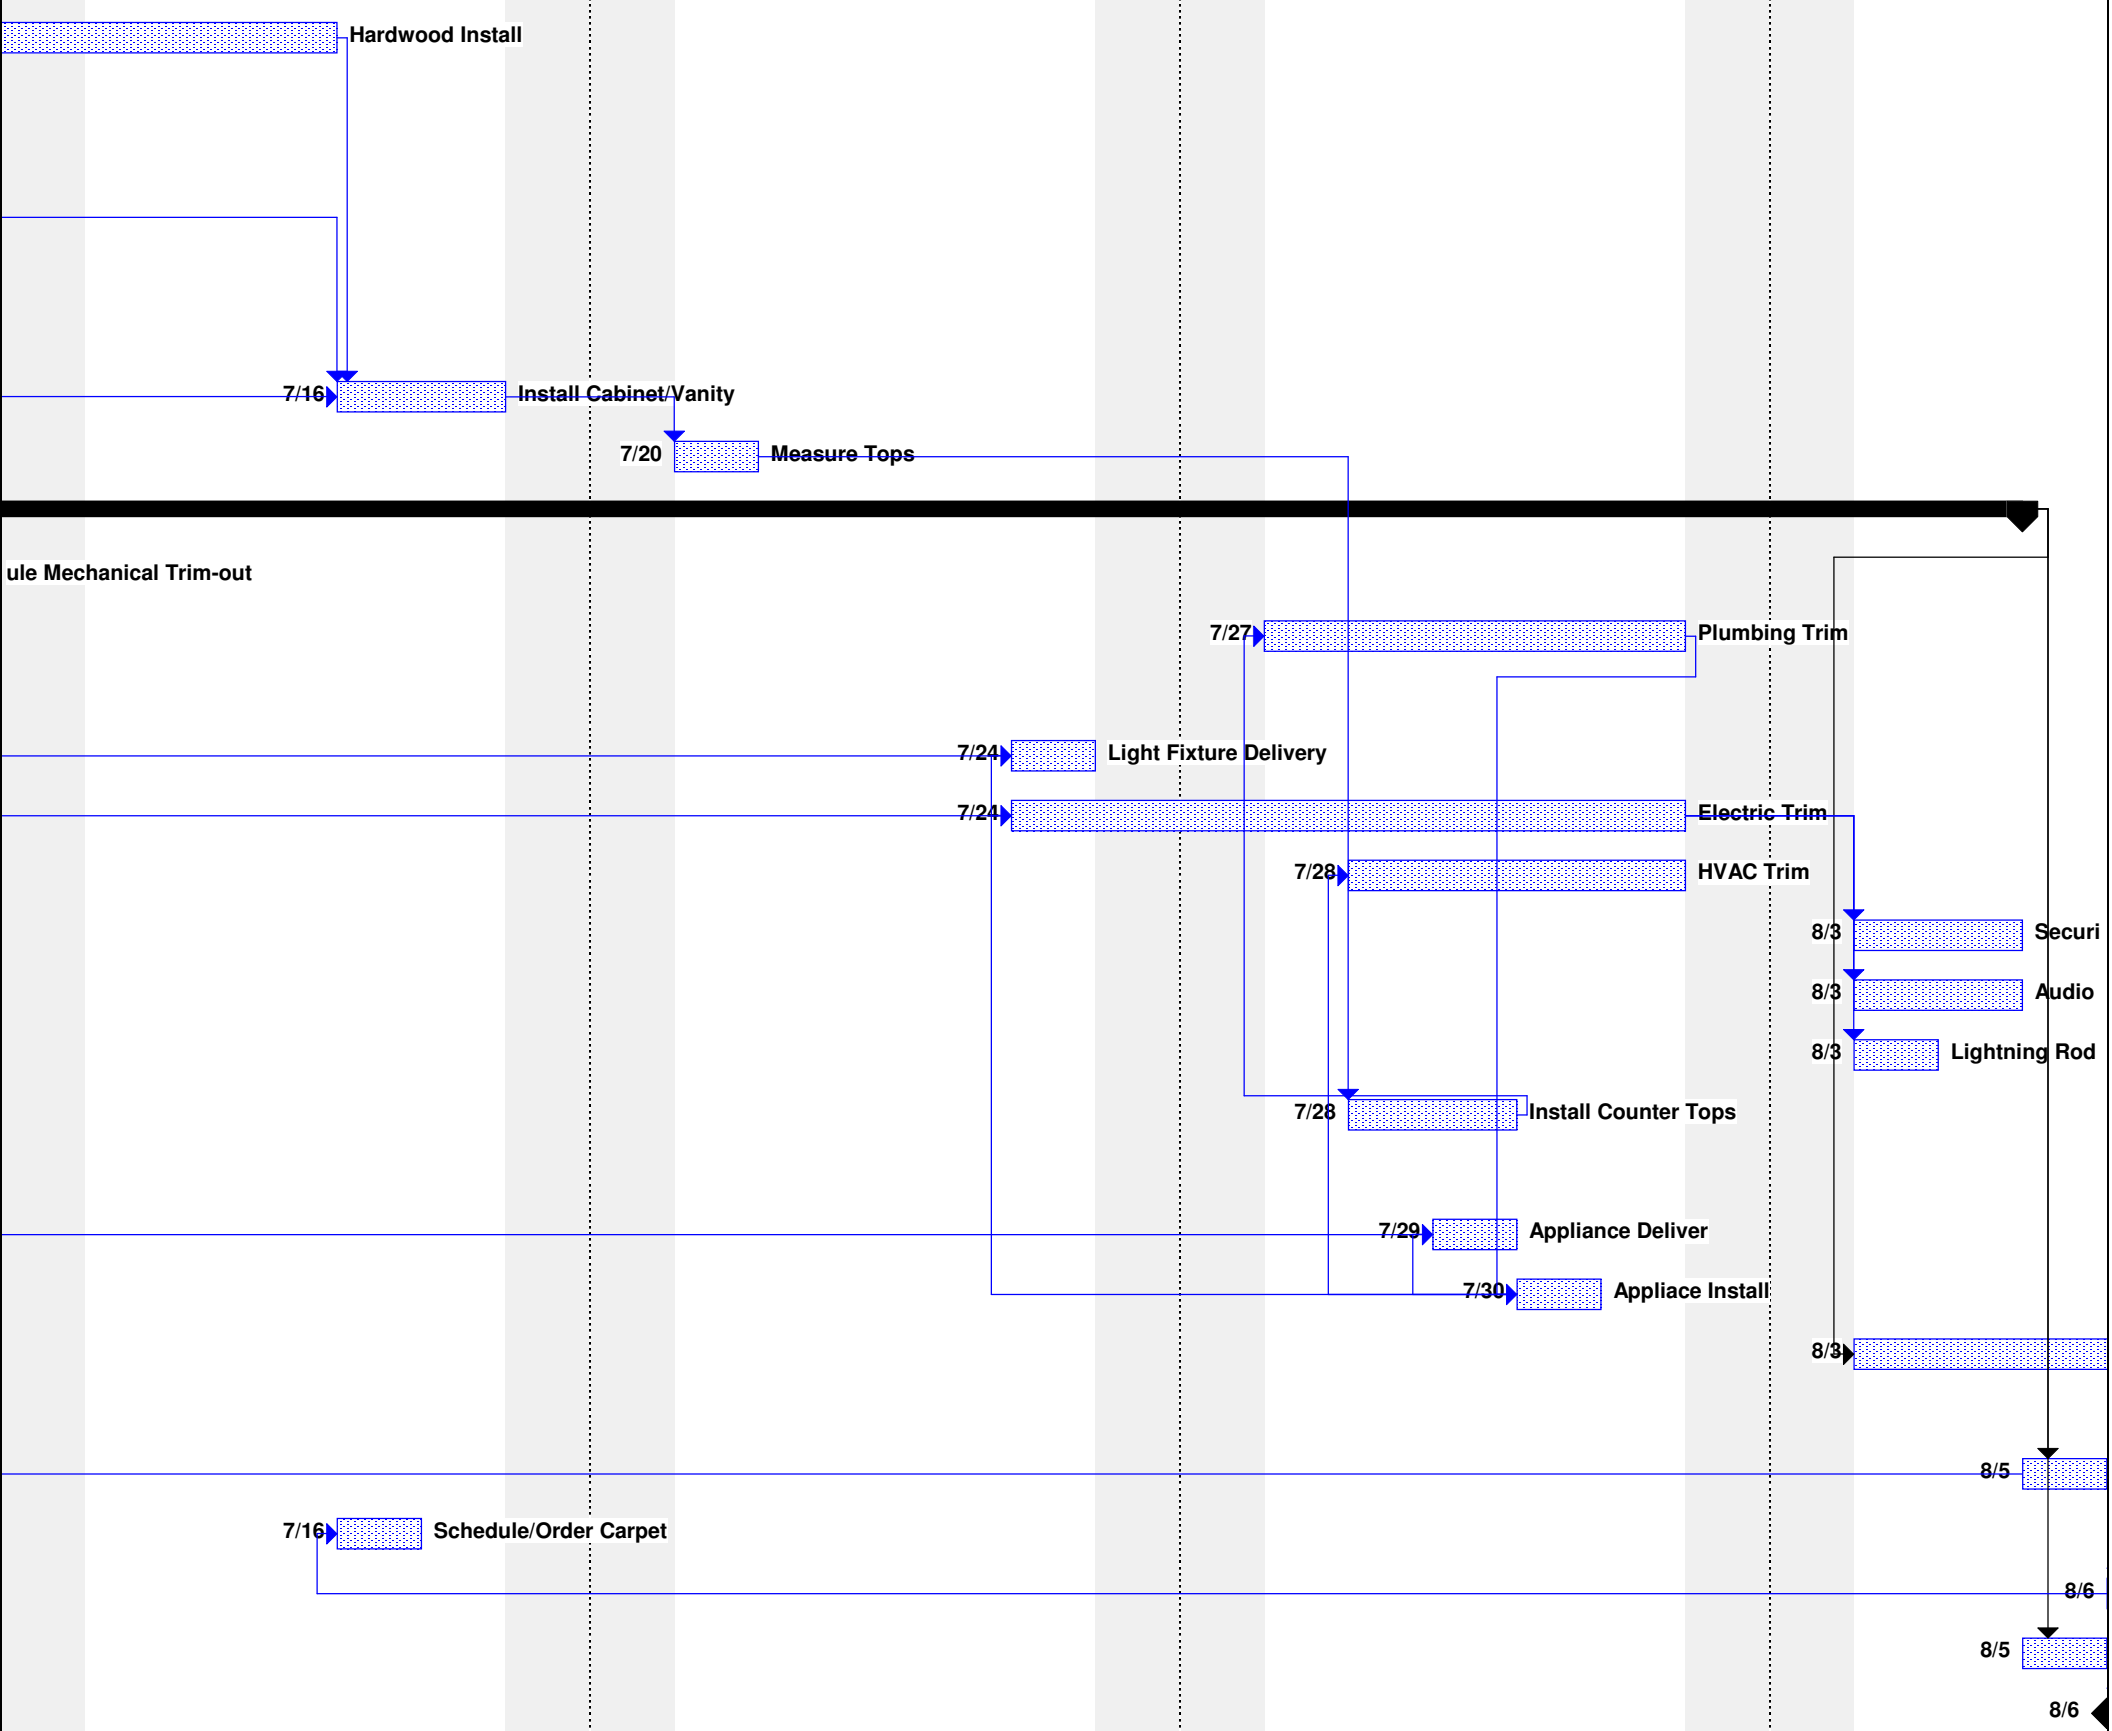 Hardwood Install
7/16 Install Cabinet/Vanity
7/20 Measure Tops
ule Mechanical Trim-out
7/27 Plumbing Trim
7/24 Light Fixture Delivery
7/24 Electric Trim
7/28 HVAC Trim
8/3 Securi
8/3 Audio
8/3 Lightning Rod
7/28 Install Counter Tops
7/29 Appliance Deliver
7/30 Appliace Install
8/3
8/5
7/16 Schedule/Order Carpet
8/6
8/5
8/6